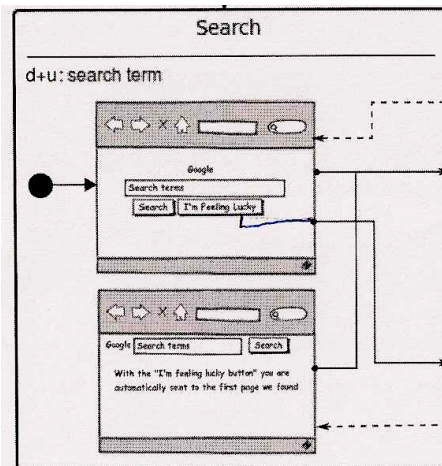 Search
d+u: search term
Google
Search terms
Search I'm Feeling Lucky
Google Search terms Search
With the "I'm feeling lucky button" you are
automatically sent to the first page we found